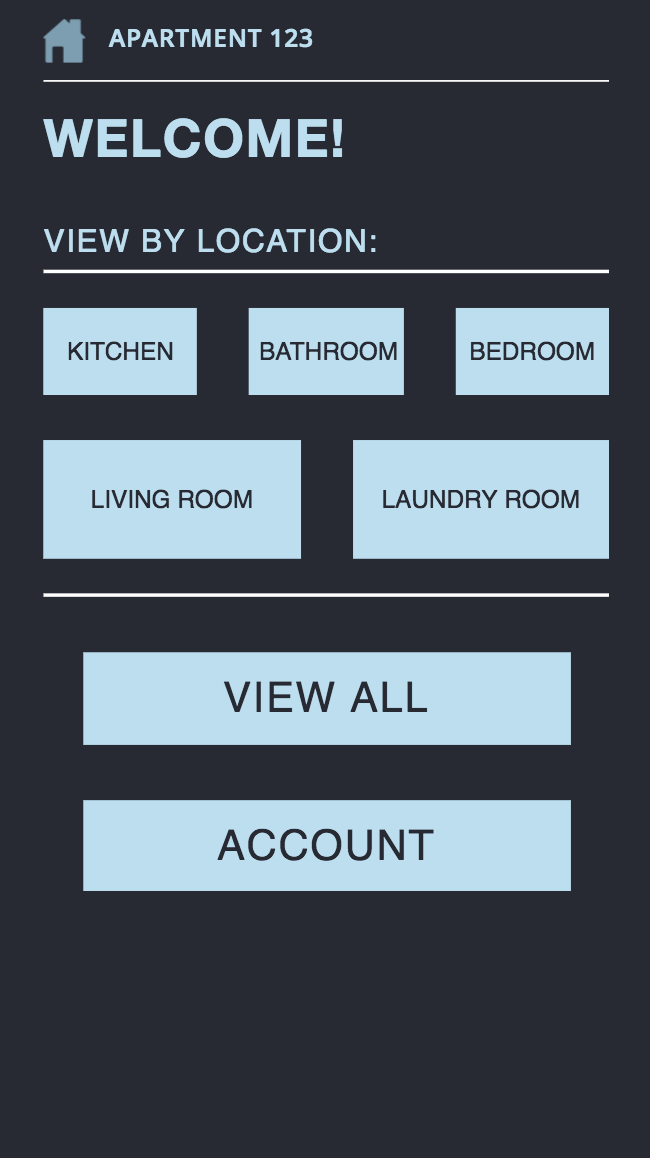 APARTMENT 123
WELCOME!
VIEW BY LOCATION:
KITCHEN
BATHROOM
BEDROOM
LIVING ROOM
LAUNDRY ROOM
VIEW ALL
ACCOUNT